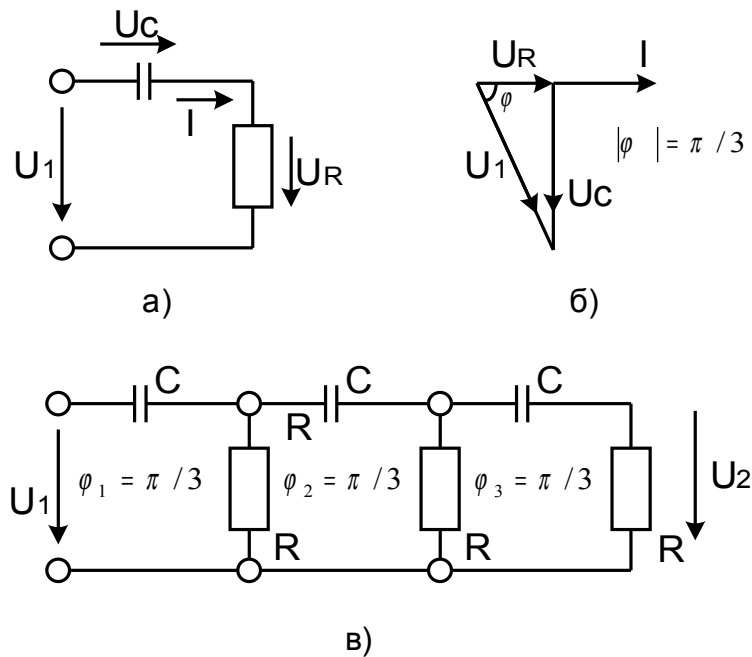 Uc
I
U1
UR
а)
UR
I
φ
U1
Uc
|φ | = π /3
б)
C
C
C
R
U1
φ1 = π /3
φ2 = π /3
φ3 = π /3
U2
R
R
R
в)